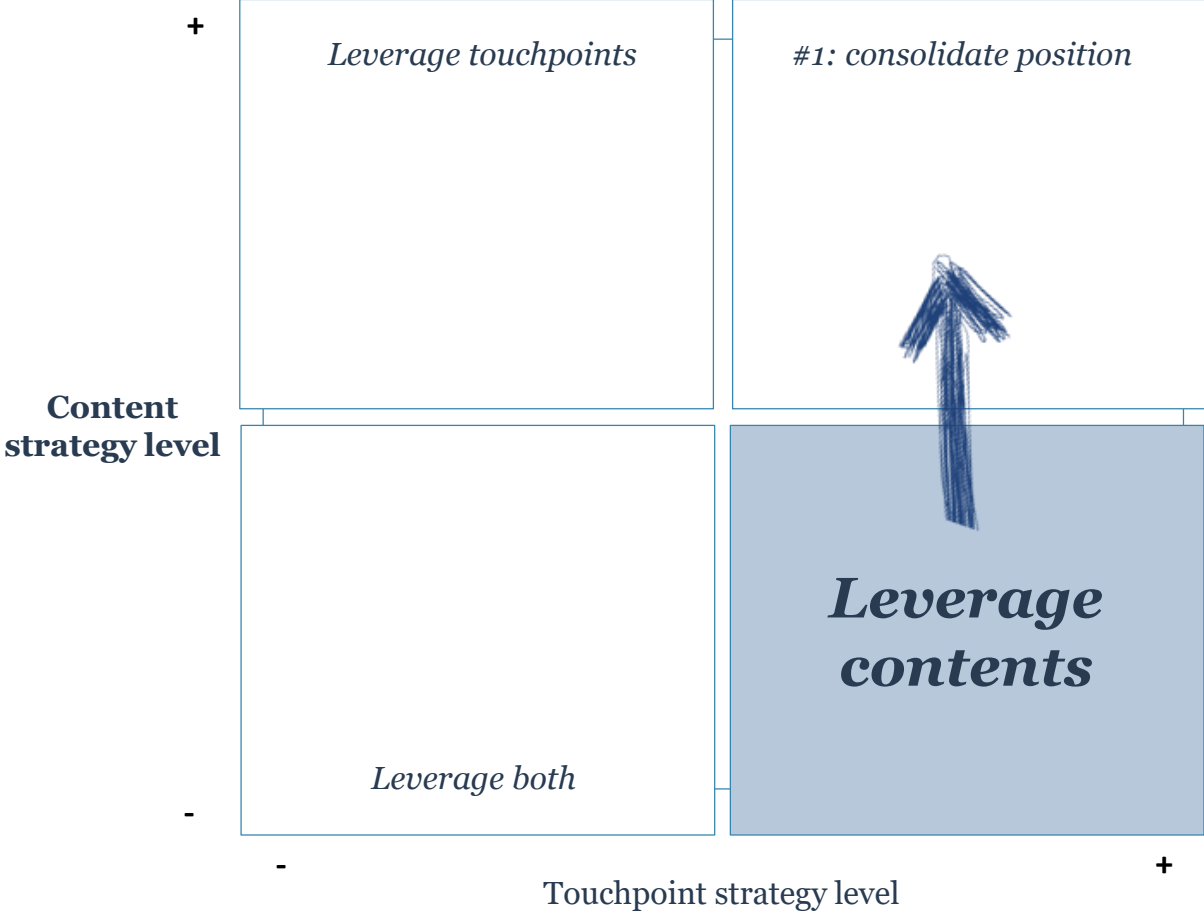 +
Leverage touchpoints
#1: consolidate position
Content
strategy level
Leverage
contents
Leverage both
-
-
+
Touchpoint strategy level